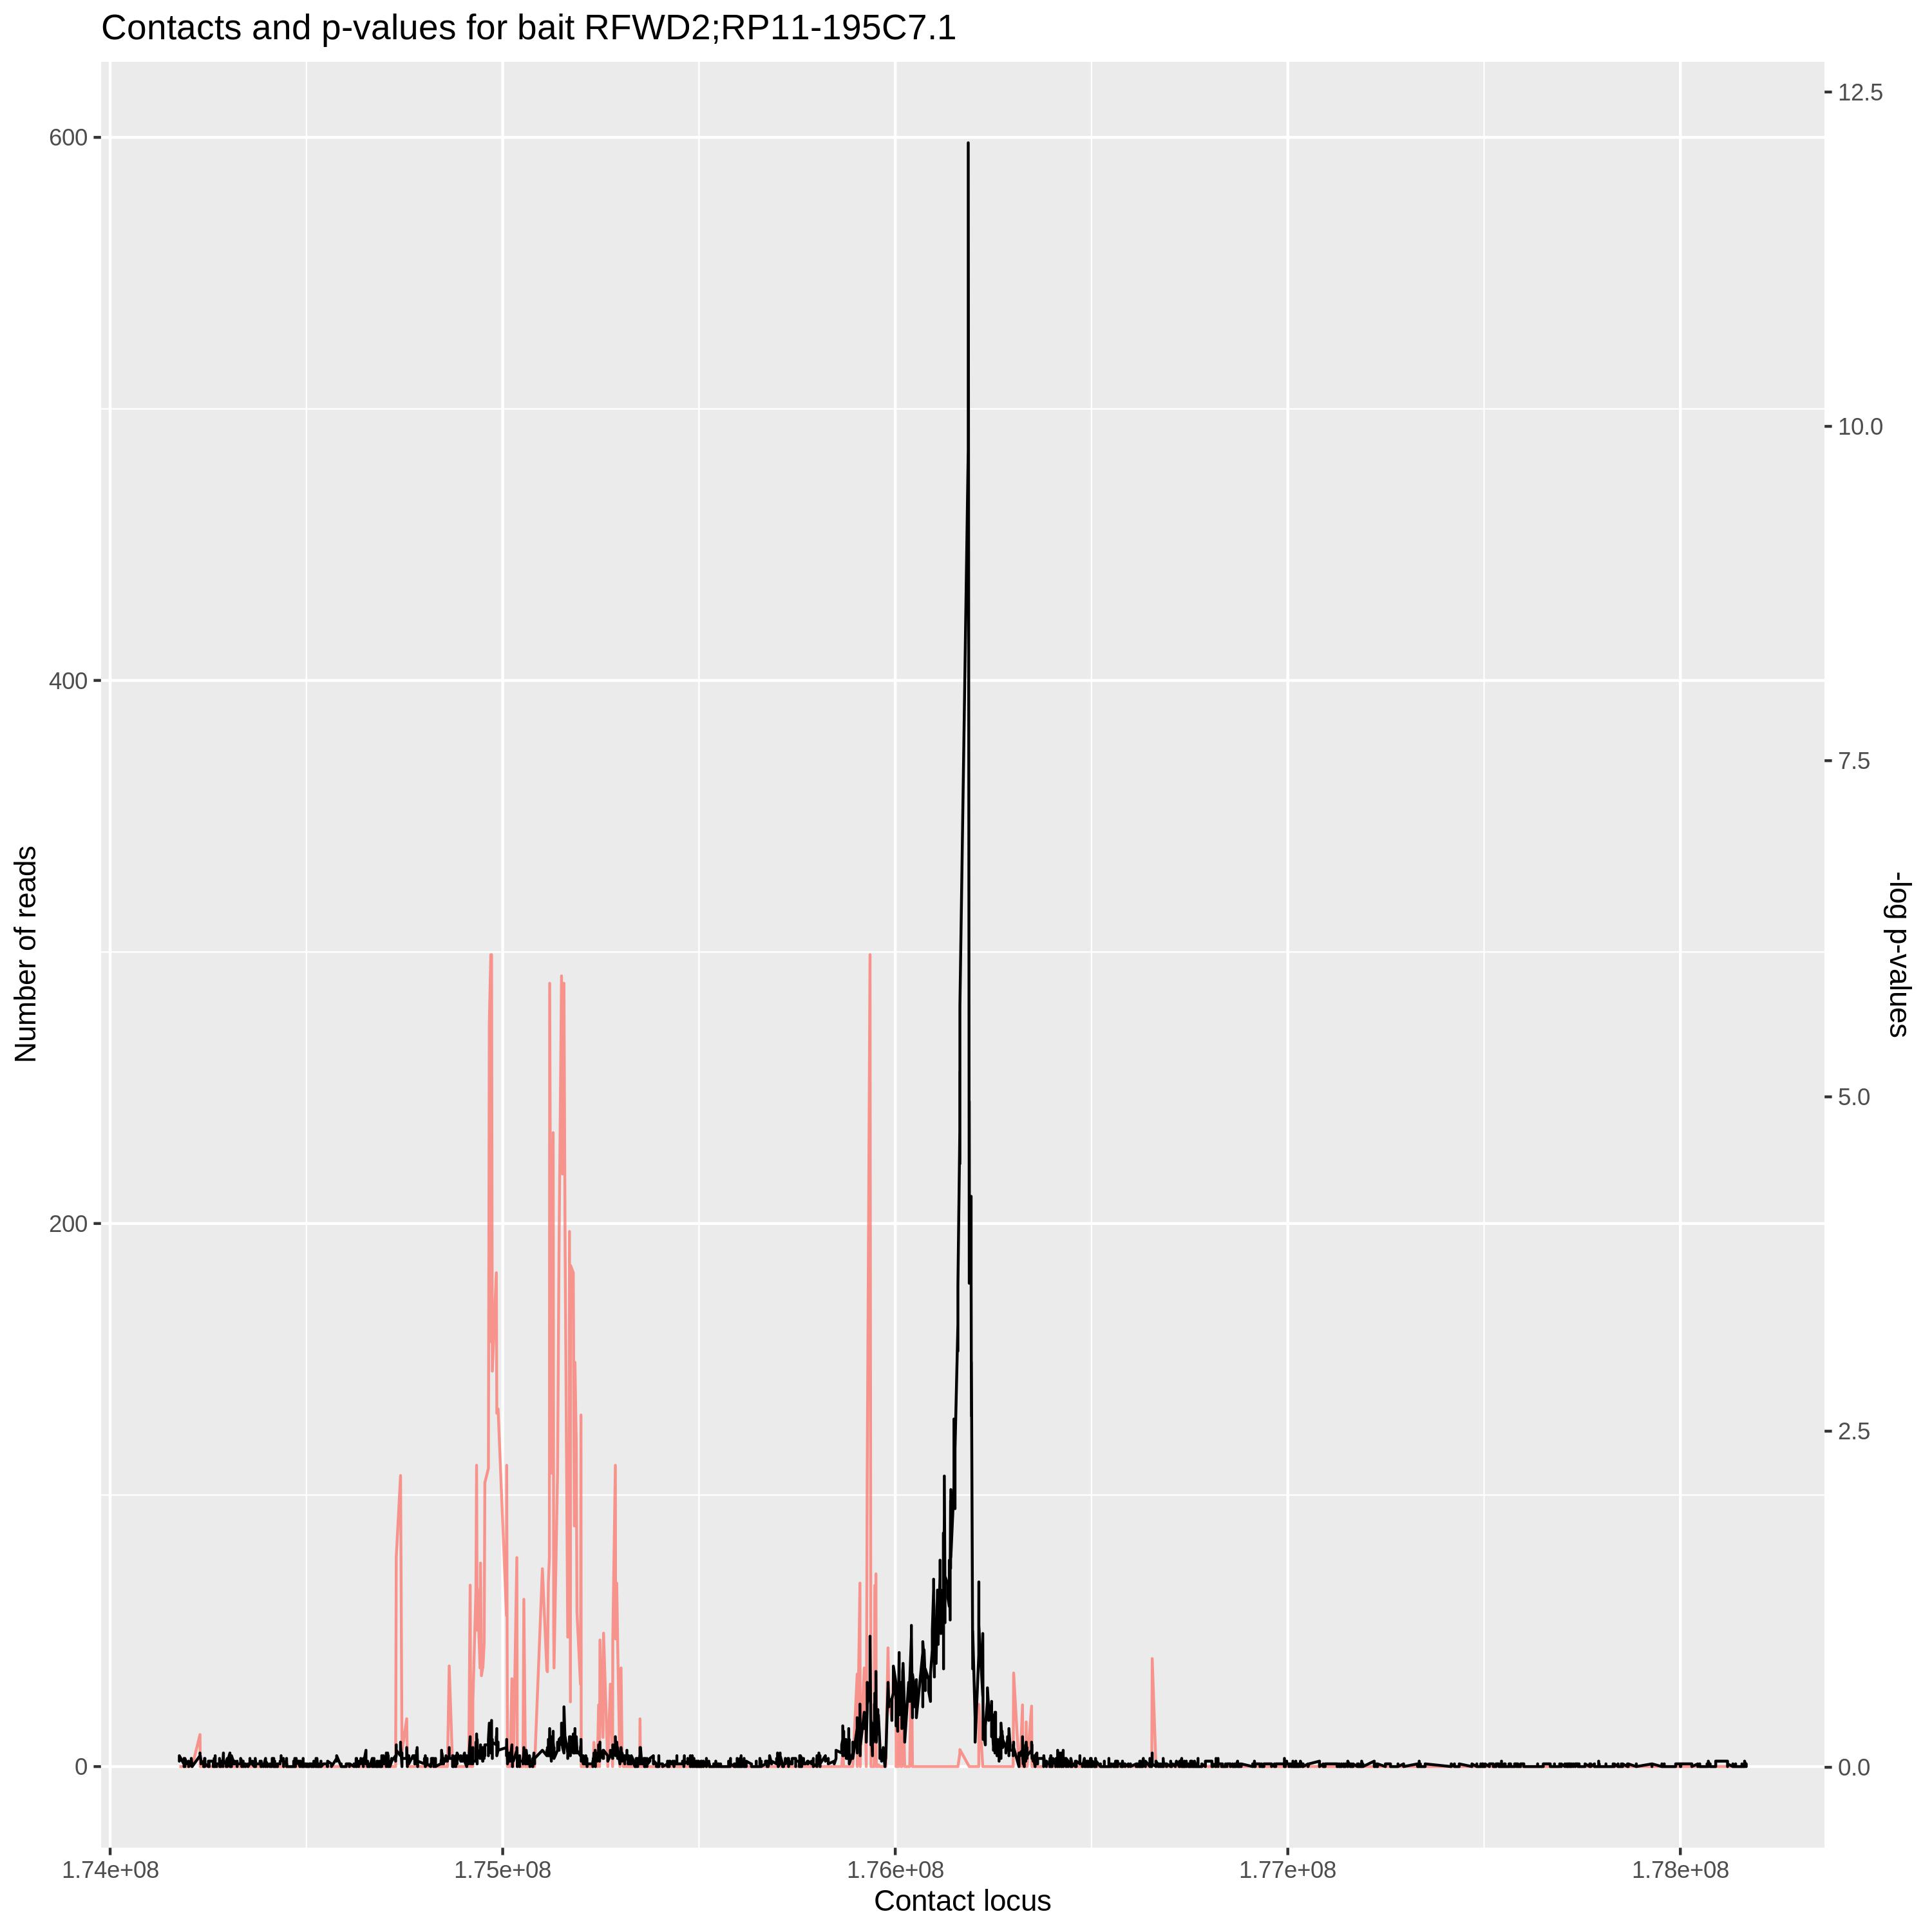 Contacts and p-values for bait RFWD2;RP11-195C7.1
600
400
200
0
Number of reads
12.5
10.0
7.5
5.0
2.5
0.0
-log p-values
1.74e+08
1.75e+08
1.76e+08
1.77e+08
1.78e+08
Contact locus